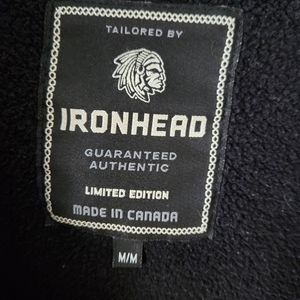 TAILORED BY
IRONHEAD
GUARANTEED
AUTHENTIC
LIMITED EDITION
MADE IN CANADA
M/M